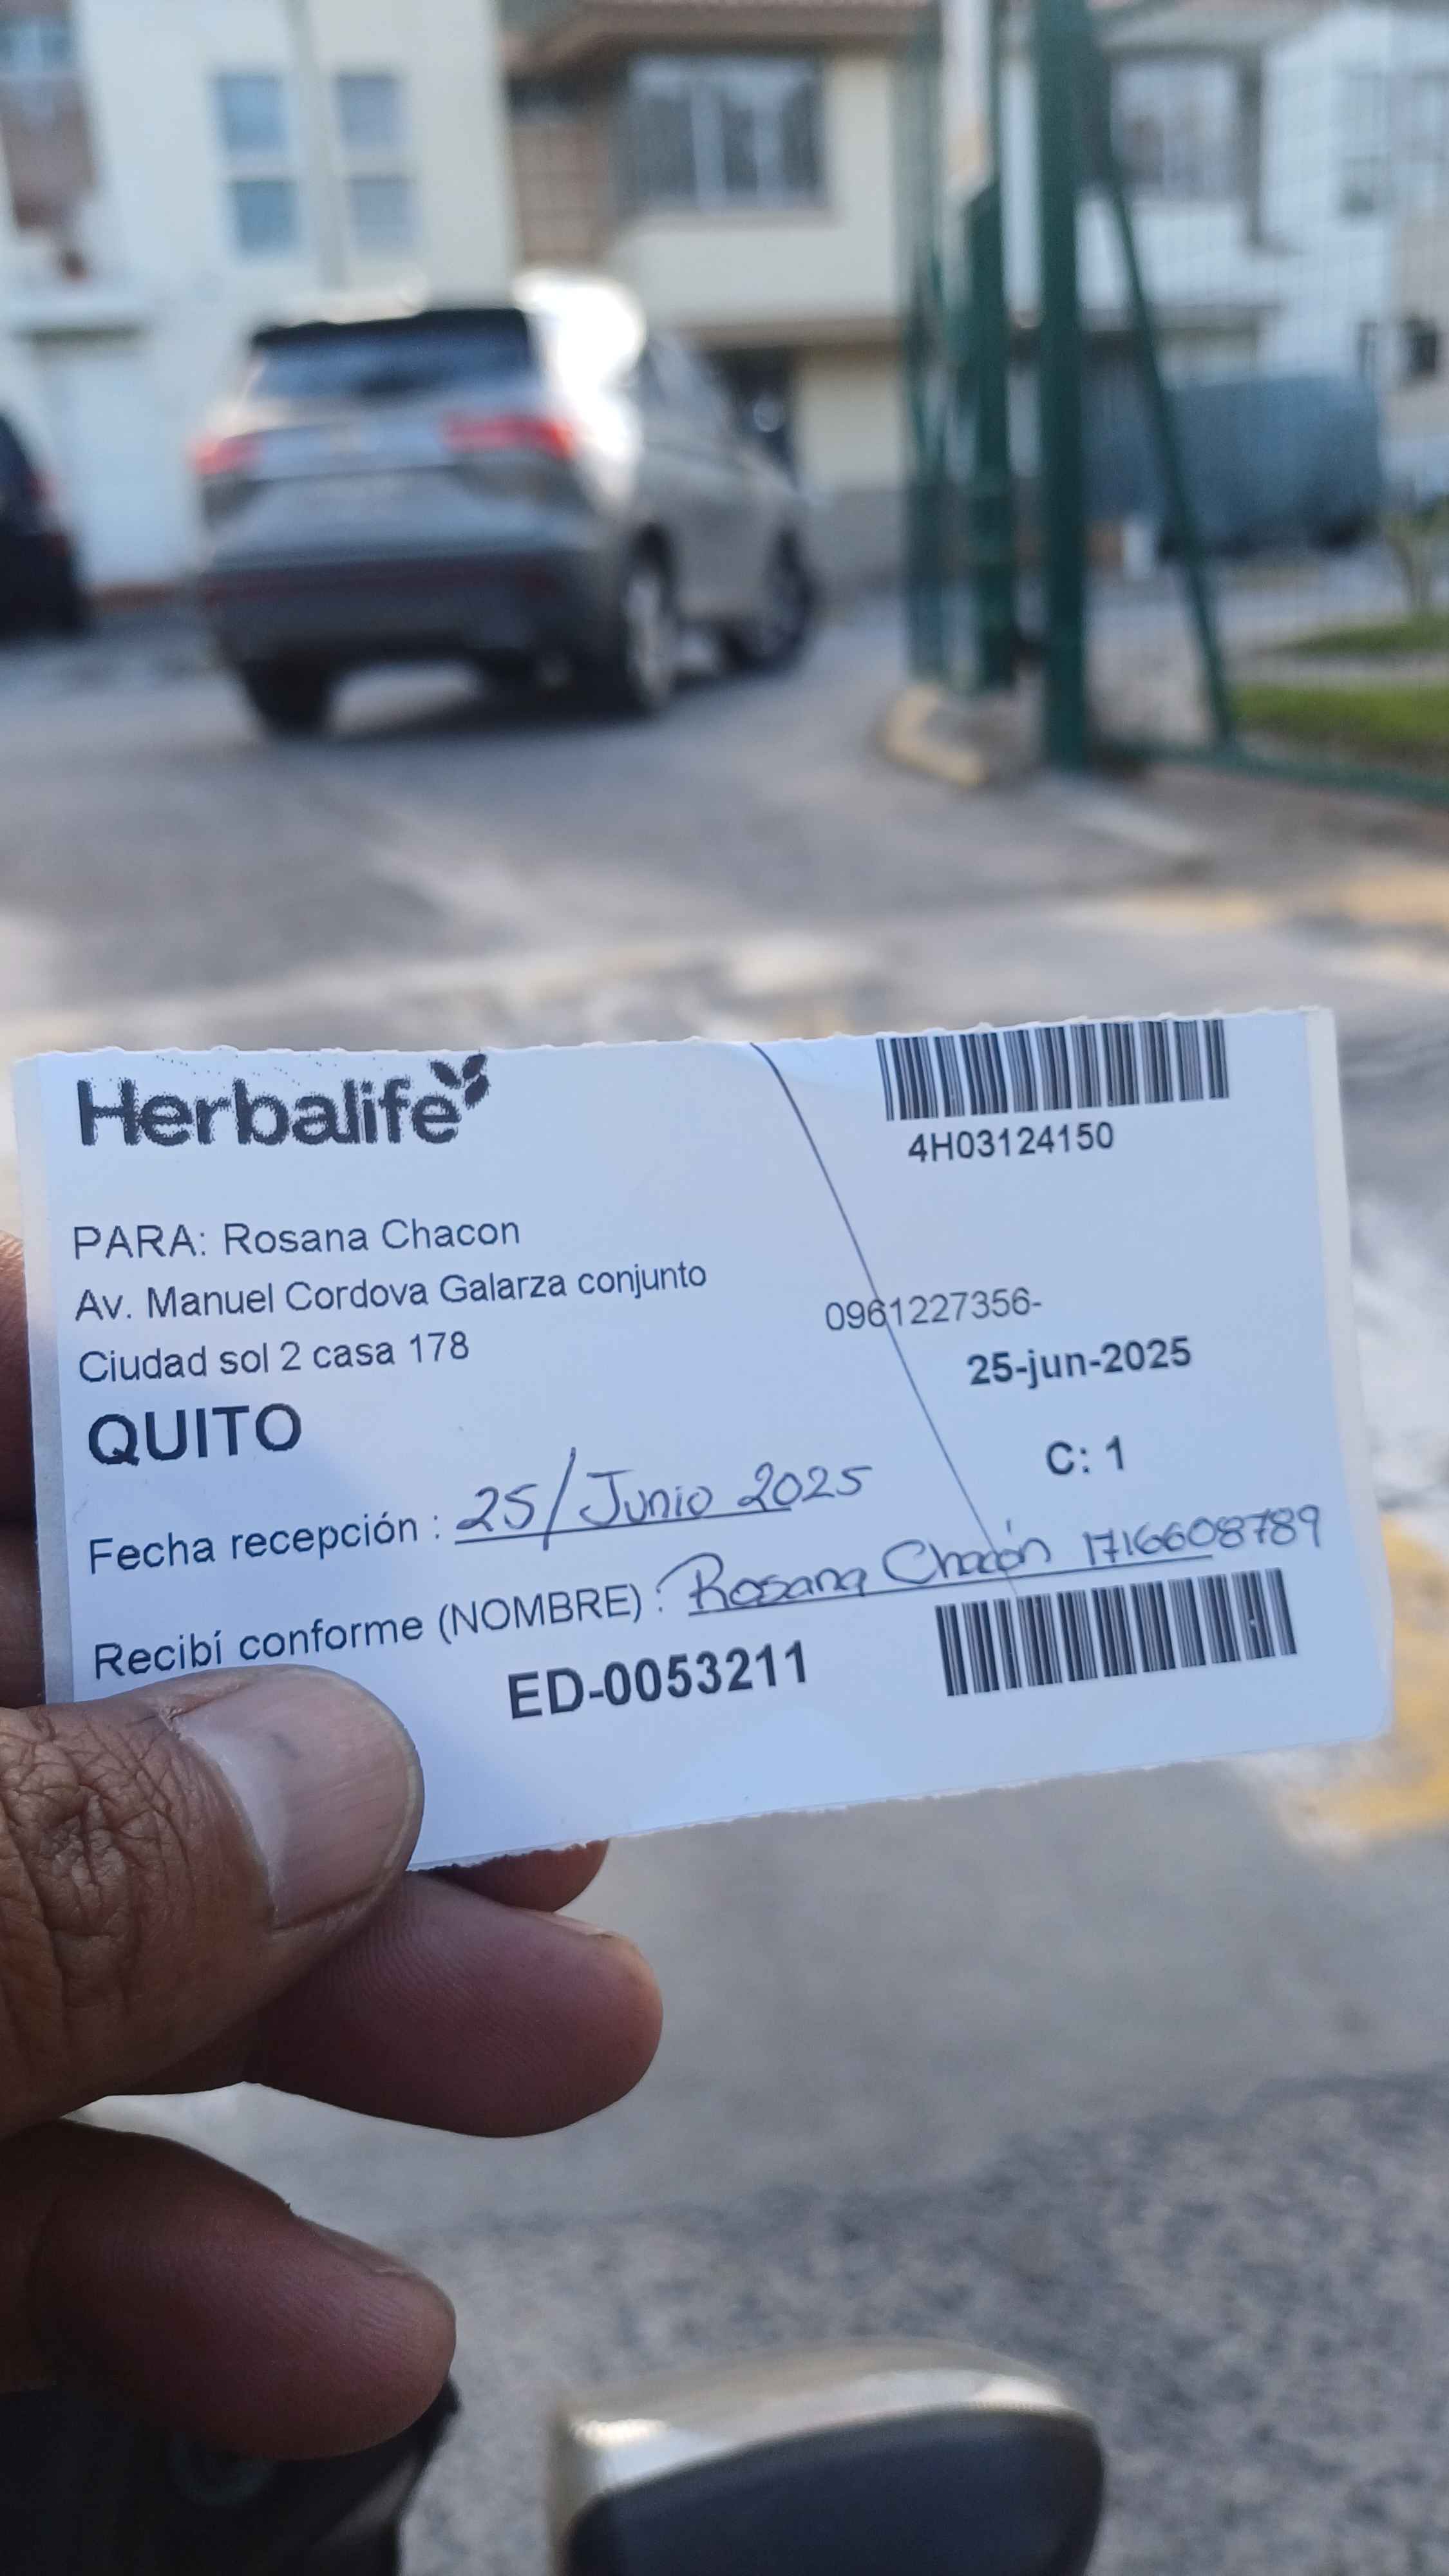 Herbalife
4H03124150
PARA: Rosana Chacon
Av. Manuel Cordova Galarza conjunto
0961227356-
Ciudad sol 2 casa 178
25-jun-2025
QUITO
C: 1
Fecha recepción : 25/Junio 2025
Recibí conforme (NOMBRE) : Rosana Chacón 1716608789
ED-0053211